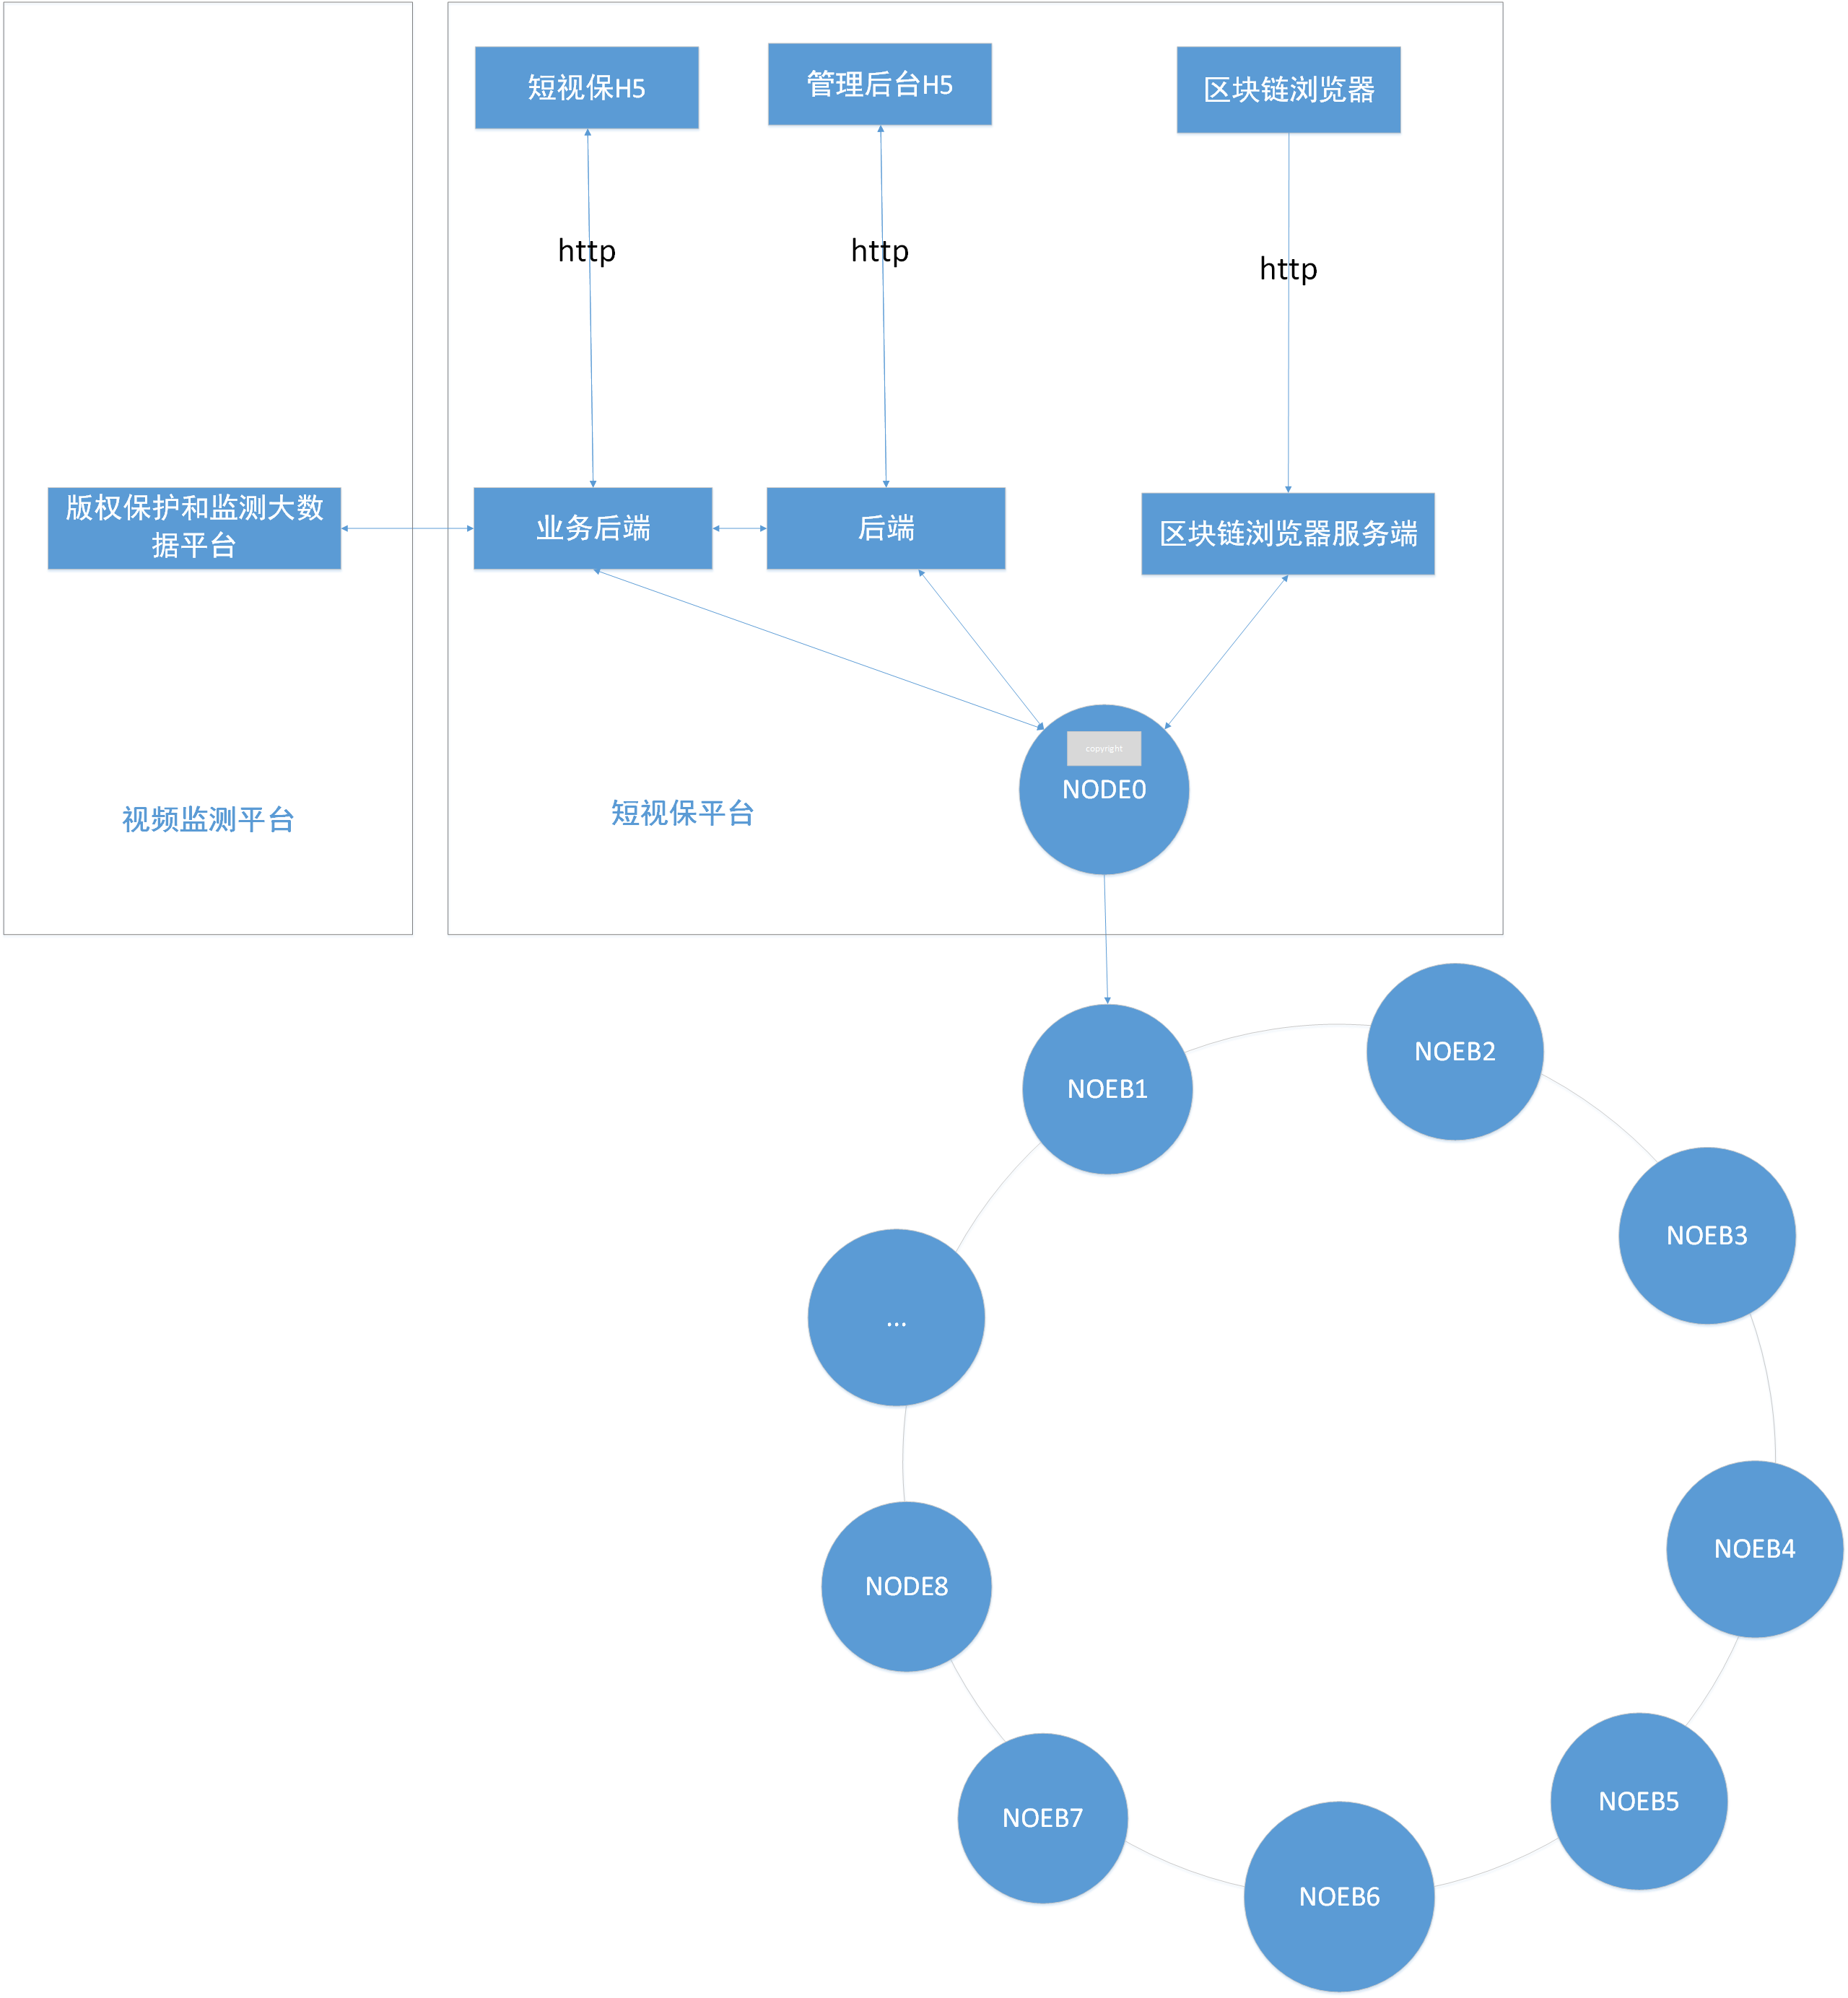 短视保H5
管理后台H5
区块链浏览器
http
http
http
版权保护和监测大数
据平台
业务后端
后端
区块链浏览器服务端
copyright
NODE0
视频监测平台
短视保平台
NOEB1
NOEB2
NOEB3
...
NOEB4
NODE8
NOEB5
NOEB7
NOEB6